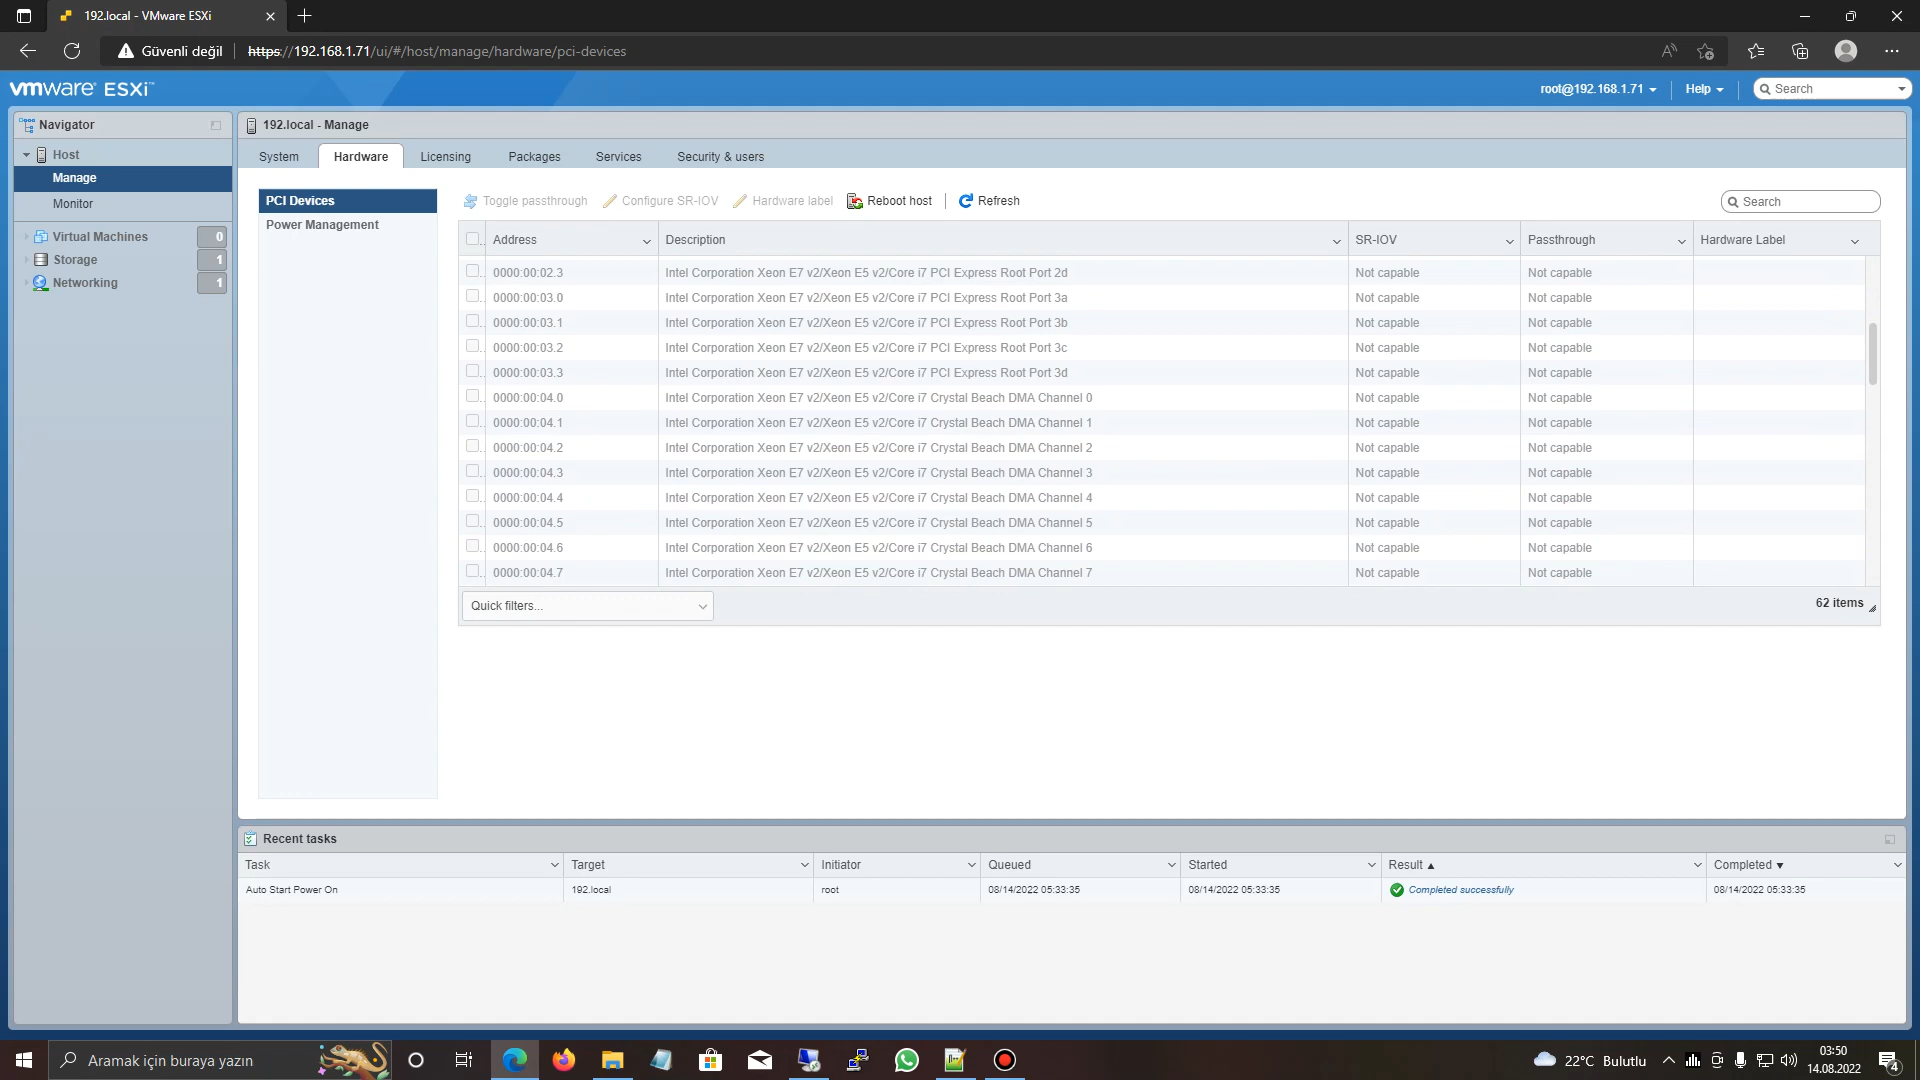 192.local - VMware ESXi
Güvenli değil
https://192.168.1.71/ui/#/host/manage/hardware/pci-devices
vmware ESXi™
root@192.168.1.71
Help
Search
Navigator
Host
Manage
Monitor
Virtual Machines 0
Storage 1
Networking 1
192.local - Manage
System Hardware Licensing Packages Services Security & users
PCI Devices
Power Management
Toggle passthrough Configure SR-IOV Hardware label Reboot host Refresh Search
Address Description SR-IOV Passthrough Hardware Label
0000:00:02.3 Intel Corporation Xeon E7 v2/Xeon E5 v2/Core i7 PCI Express Root Port 2d Not capable Not capable
0000:00:03.0 Intel Corporation Xeon E7 v2/Xeon E5 v2/Core i7 PCI Express Root Port 3a Not capable Not capable
0000:00:03.1 Intel Corporation Xeon E7 v2/Xeon E5 v2/Core i7 PCI Express Root Port 3b Not capable Not capable
0000:00:03.2 Intel Corporation Xeon E7 v2/Xeon E5 v2/Core i7 PCI Express Root Port 3c Not capable Not capable
0000:00:03.3 Intel Corporation Xeon E7 v2/Xeon E5 v2/Core i7 PCI Express Root Port 3d Not capable Not capable
0000:00:04.0 Intel Corporation Xeon E7 v2/Xeon E5 v2/Core i7 Crystal Beach DMA Channel 0 Not capable Not capable
0000:00:04.1 Intel Corporation Xeon E7 v2/Xeon E5 v2/Core i7 Crystal Beach DMA Channel 1 Not capable Not capable
0000:00:04.2 Intel Corporation Xeon E7 v2/Xeon E5 v2/Core i7 Crystal Beach DMA Channel 2 Not capable Not capable
0000:00:04.3 Intel Corporation Xeon E7 v2/Xeon E5 v2/Core i7 Crystal Beach DMA Channel 3 Not capable Not capable
0000:00:04.4 Intel Corporation Xeon E7 v2/Xeon E5 v2/Core i7 Crystal Beach DMA Channel 4 Not capable Not capable
0000:00:04.5 Intel Corporation Xeon E7 v2/Xeon E5 v2/Core i7 Crystal Beach DMA Channel 5 Not capable Not capable
0000:00:04.6 Intel Corporation Xeon E7 v2/Xeon E5 v2/Core i7 Crystal Beach DMA Channel 6 Not capable Not capable
0000:00:04.7 Intel Corporation Xeon E7 v2/Xeon E5 v2/Core i7 Crystal Beach DMA Channel 7 Not capable Not capable
Quick filters... 62 items
Recent tasks
Task Target Initiator Queued Started Result Completed
Auto Start Power On 192.local root 08/14/2022 05:33:35 08/14/2022 05:33:35 Completed successfully 08/14/2022 05:33:35
Aramak için buraya yazın
22°C Bulutlu
03:50
14.08.2022
4